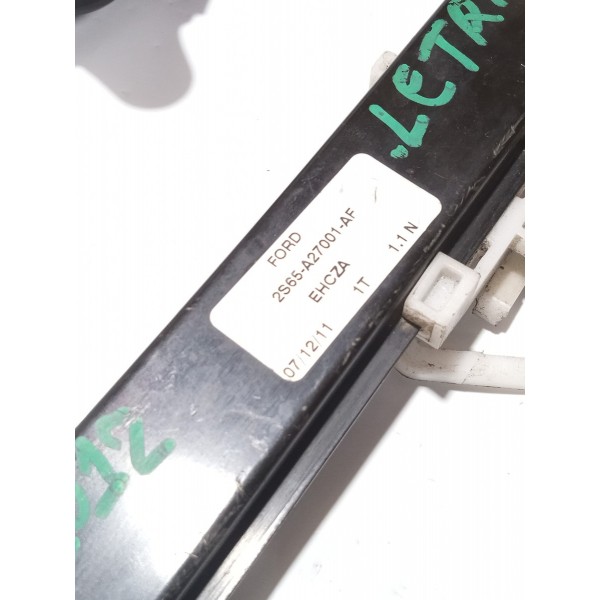 FORD
2S65-A27001-AF
EHCZA
1T 1.1 N
07/12/11